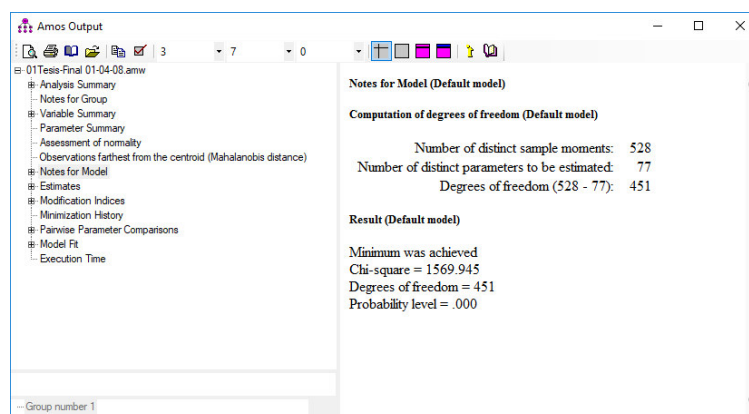 Amos Output
3 7 0
01Tesis-Final 01-04-08.amw
Analysis Summary
Notes for Group
Variable Summary
Parameter Summary
Assessment of normality
Observations farthest from the centroid (Mahalanobis distance)
Notes for Model
Estimates
Modification Indices
Minimization History
Pairwise Parameter Comparisons
Model Fit
Execution Time
Group number 1
Notes for Model (Default model)
Computation of degrees of freedom (Default model)
Number of distinct sample moments: 528
Number of distinct parameters to be estimated: 77
Degrees of freedom (528 - 77): 451
Result (Default model)
Minimum was achieved
Chi-square = 1569.945
Degrees of freedom = 451
Probability level = .000